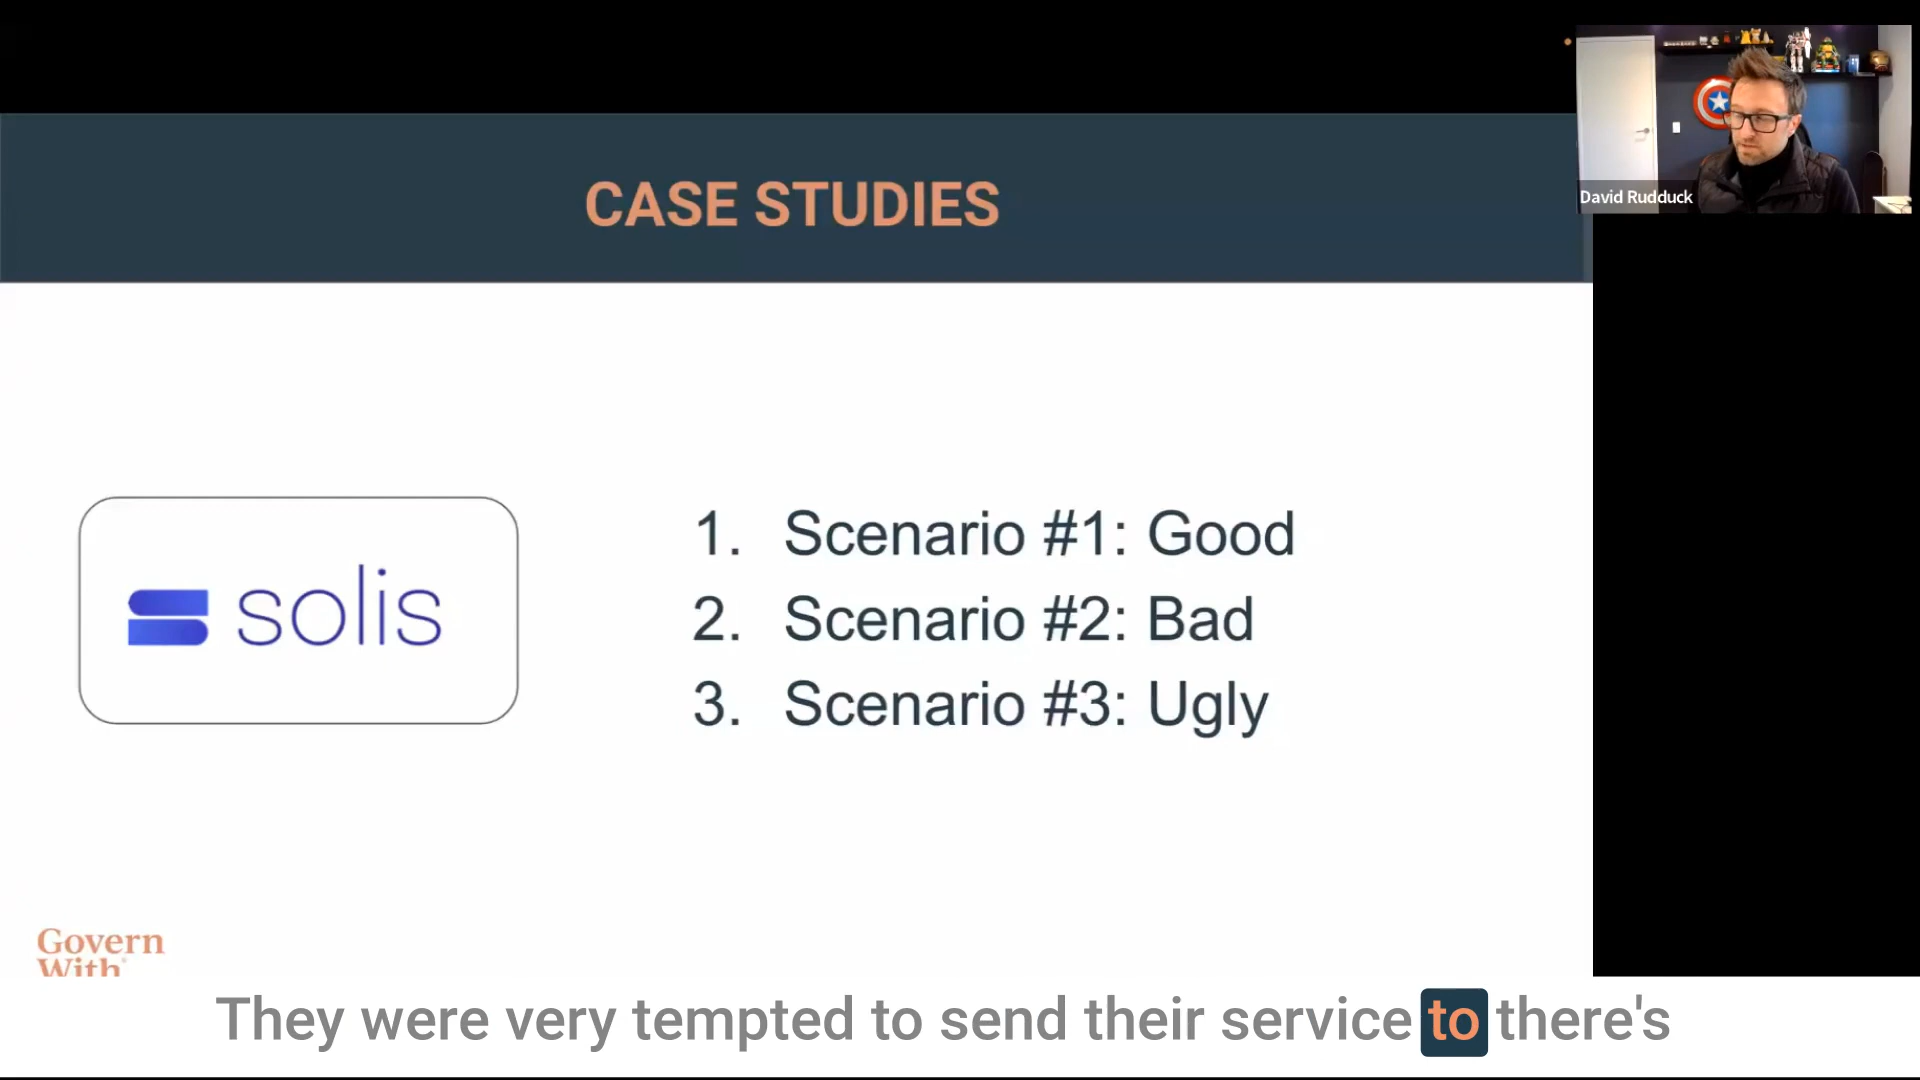 David Rudduck
CASE STUDIES
solis
1. Scenario #1: Good
2. Scenario #2: Bad
3. Scenario #3: Ugly
Govern
With
They were very tempted to send their service to there's